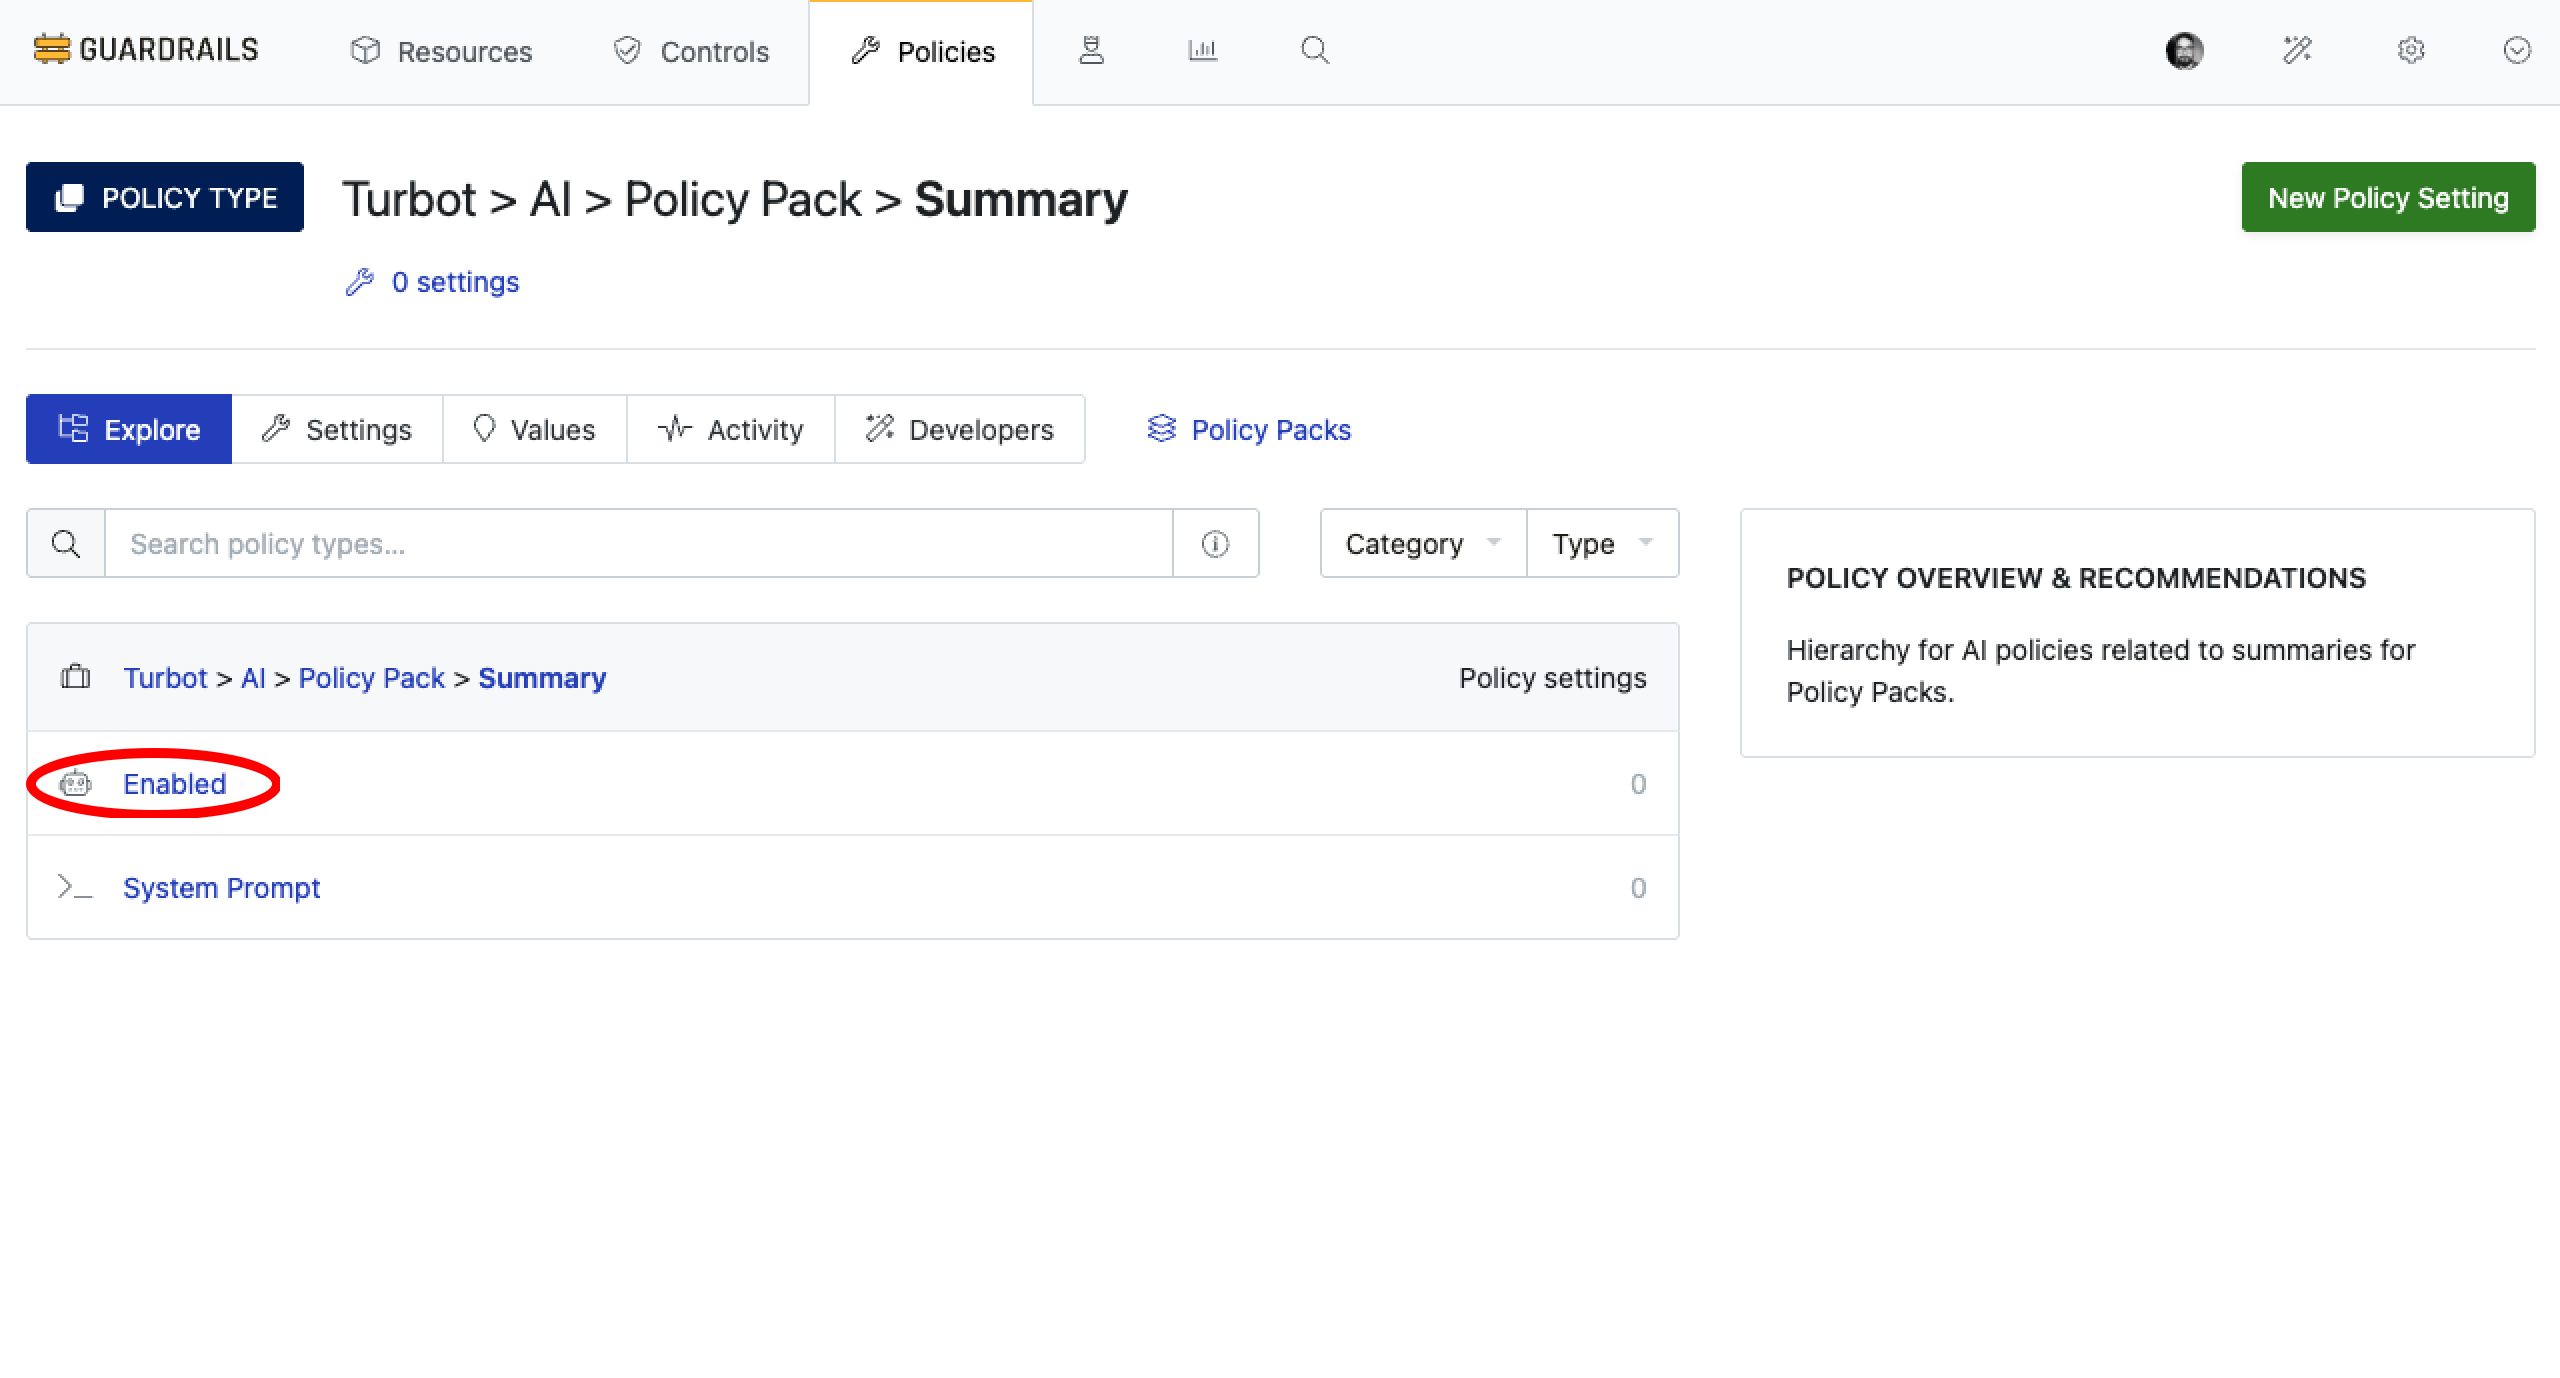 GUARDRAILS
Resources
Controls
Policies
POLICY TYPE
Turbot > AI > Policy Pack > Summary
New Policy Setting
0 settings
Explore
Settings
Values
Activity
Developers
Policy Packs
Search policy types...
Category
Type
POLICY OVERVIEW & RECOMMENDATIONS
Hierarchy for AI policies related to summaries for
Policy Packs.
Turbot > AI > Policy Pack > Summary
Policy settings
Enabled
0
System Prompt
0